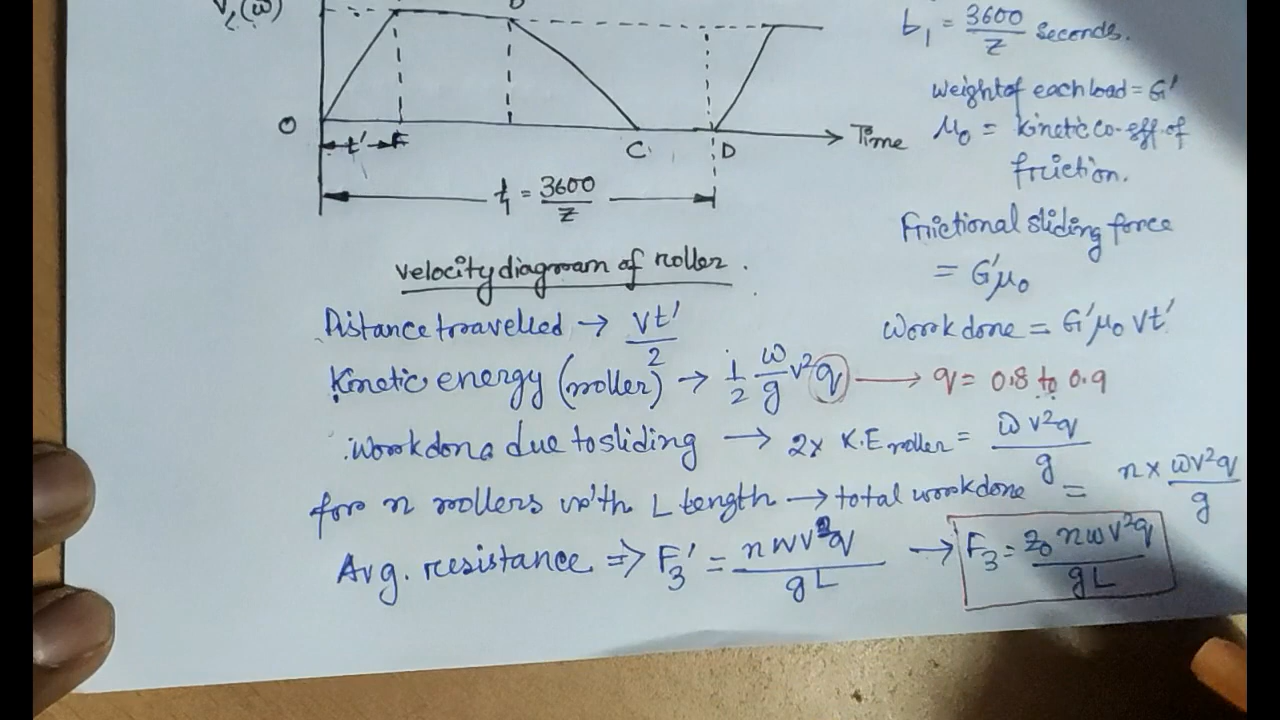 V, (ω)
O
t'
F
C
D
Time
t₁ = 3600/z
velocity diagram of roller.
t₁ = 3600/z seconds.
weight of each load = G'
μ₀ = kinetic co-eff. of
friction.
Frictional sliding force
= G'μ₀
Work done = G'μ₀ vt'
Distance travelled → vt'/2
Kinetic energy (roller) → 1/2 ω/g v²q → q = 0.8 to 0.9
Work done due to sliding → 2x K.E roller = ωv²q/g
for n rollers with L length → total work done = n x ωv²q/g
Avg. resistance ⇒ F₃' = nωv²q/gL → F₃ = z₀nωv²q/gL